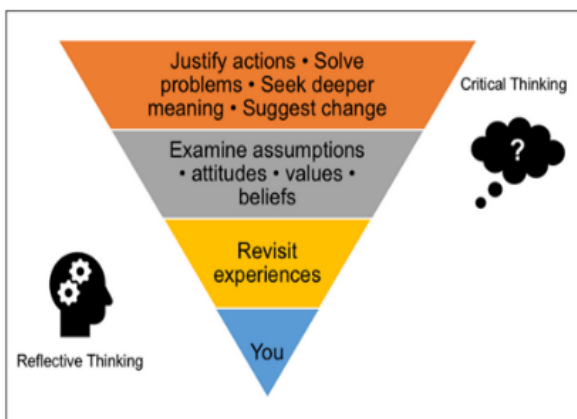 Justify actions • Solve
problems • Seek deeper
meaning • Suggest change
Critical Thinking
?
Examine assumptions
• attitudes • values •
beliefs
Revisit
experiences
You
Reflective Thinking